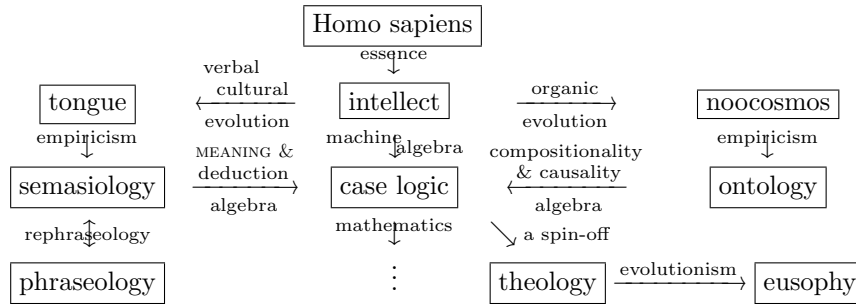 Homo sapiens
essence
verbal
cultural
organic
tongue
intellect
noocosmos
evolution
evolution
empiricism
machine
algebra
empiricism
MEANING &
deduction
compositionality
& causality
semasiology
case logic
ontology
algebra
algebra
rephraseology
mathematics
a spin-off
phraseology
⋮
theology
evolutionism
eusophy